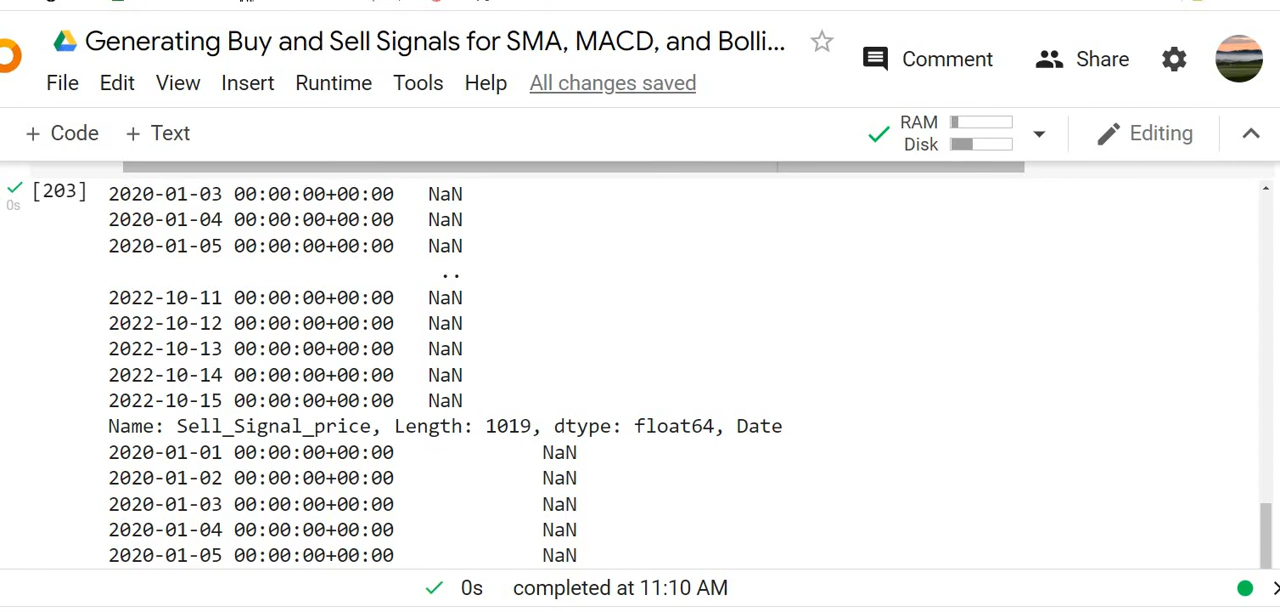 Generating Buy and Sell Signals for SMA, MACD, and Bolli...
Comment
Share
File Edit View Insert Runtime Tools Help All changes saved
+ Code + Text
RAM
Disk
Editing
[203]
0s
2020-01-03 00:00:00+00:00 NaN
2020-01-04 00:00:00+00:00 NaN
2020-01-05 00:00:00+00:00 NaN
..
2022-10-11 00:00:00+00:00 NaN
2022-10-12 00:00:00+00:00 NaN
2022-10-13 00:00:00+00:00 NaN
2022-10-14 00:00:00+00:00 NaN
2022-10-15 00:00:00+00:00 NaN
Name: Sell_Signal_price, Length: 1019, dtype: float64, Date
2020-01-01 00:00:00+00:00 NaN
2020-01-02 00:00:00+00:00 NaN
2020-01-03 00:00:00+00:00 NaN
2020-01-04 00:00:00+00:00 NaN
2020-01-05 00:00:00+00:00 NaN
0s completed at 11:10 AM